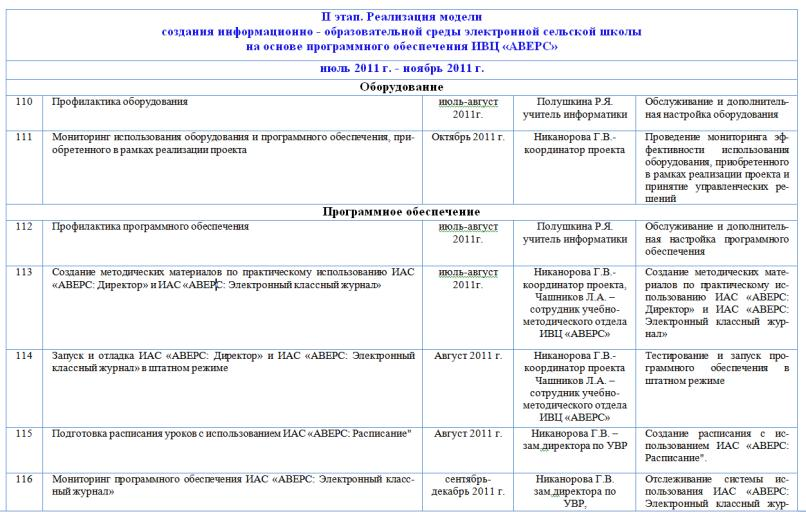 II этап. Реализация модели
создания информационно - образовательной среды электронной сельской школы
на основе программного обеспечения ИВЦ «АВЕРС»
июль 2011 г. - ноябрь 2011 г.
Оборудование
110 Профилактика оборудования июль-август Полушкина Р.Я. Обслуживание и дополнитель-
2011г. учитель информатики ная настройка оборудования
111 Мониторинг использования оборудования и программного обеспечения, при- Октябрь 2011 г. Никанорова Г.В.- Проведение мониторинга эф-
обретенного в рамках реализации проекта координатор проекта фективности использования
оборудования, приобретенного
в рамках реализации проекта и
принятие управленческих ре-
шений
Программное обеспечение
112 Профилактика программного обеспечения июль-август Полушкина Р.Я. Обслуживание и дополнитель-
2011г. учитель информатики ная настройка программного
обеспечения
113 Создание методических материалов по практическому использованию ИАС июль-август Никанорова Г.В.- Создание методических мате-
«АВЕРС: Директор» и ИАС «АВЕРС: Электронный классный журнал» 2011г. координатор проекта, риалов по практическому ис-
Чашников Л.А. – пользованию ИАС «АВЕРС:
сотрудник учебно- Директор» и ИАС «АВЕРС:
методического отдела Электронный классный жур-
ИВЦ «АВЕРС» нал»
114 Запуск и отладка ИАС «АВЕРС: Директор» и ИАС «АВЕРС: Электронный Август 2011 г. Никанорова Г.В.- Тестирование и запуск про-
классный журнал» в штатном режиме координатор проекта граммного обеспечения в
Чашников Л.А. – штатном режиме
сотрудник учебно-
методического отдела
ИВЦ «АВЕРС»
115 Подготовка расписания уроков с использованием ИАС «АВЕРС: Расписание" Август 2011 г. Никанорова Г.В. – Создание расписания с ис-
зам.директора по УВР пользованием ИАС «АВЕРС:
Расписание".
116 Мониторинг программного обеспечения ИАС «АВЕРС: Электронный класс- сентябрь- Никанорова Г.В. Отслеживание системы ис-
ный журнал» декабрь 2011 г. зам.директора по пользования ИАС «АВЕРС:
УВР, Электронный классный жур-